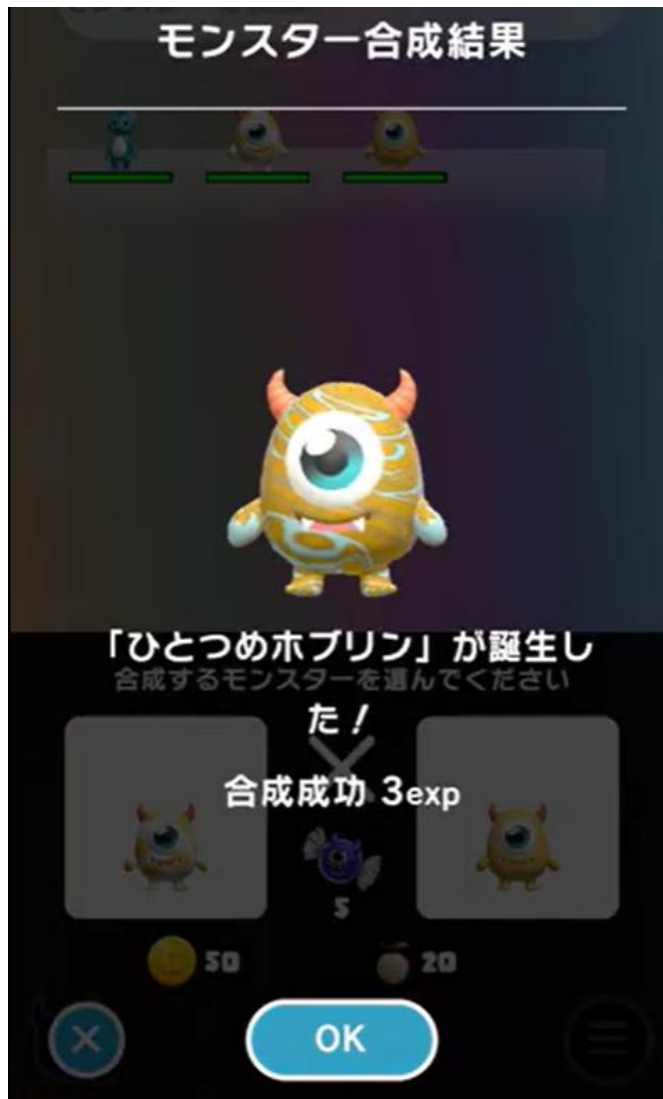 モンスター合成結果
「ひとつめホブリン」が誕生し
合成するモンスターを選んでください
た！
合成成功 3exp
5
50
20
OK